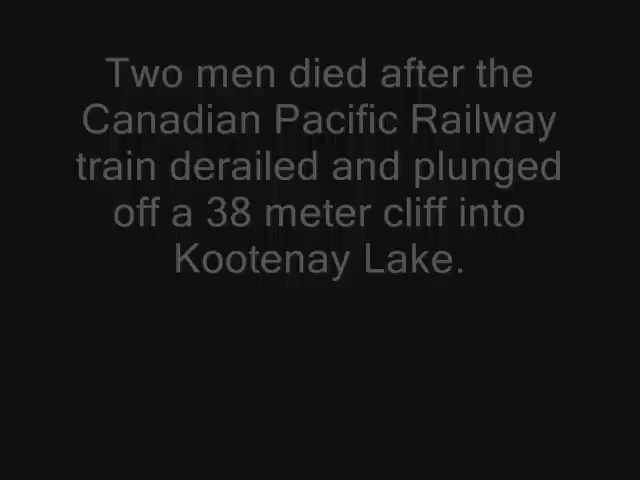 Two men died after the
Canadian Pacific Railway
train derailed and plunged
off a 38 meter cliff into
Kootenay Lake.